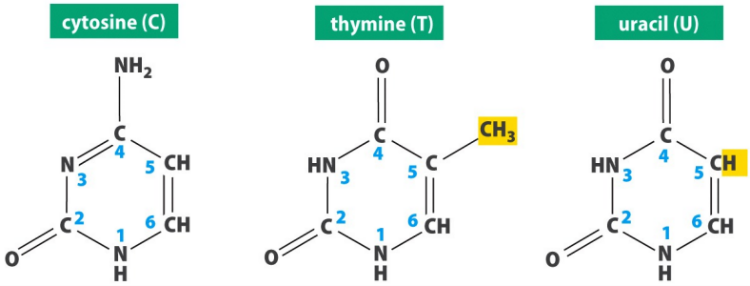 cytosine (C)
NH₂
C
4
N
3
5
CH
C
2
6
CH
1
O
N
H
thymine (T)
O
CH₃
C
4
HN
3
5
C
C
2
6
CH
1
O
N
H
uracil (U)
O
C
4
HN
3
5
CH
C
2
6
CH
1
O
N
H